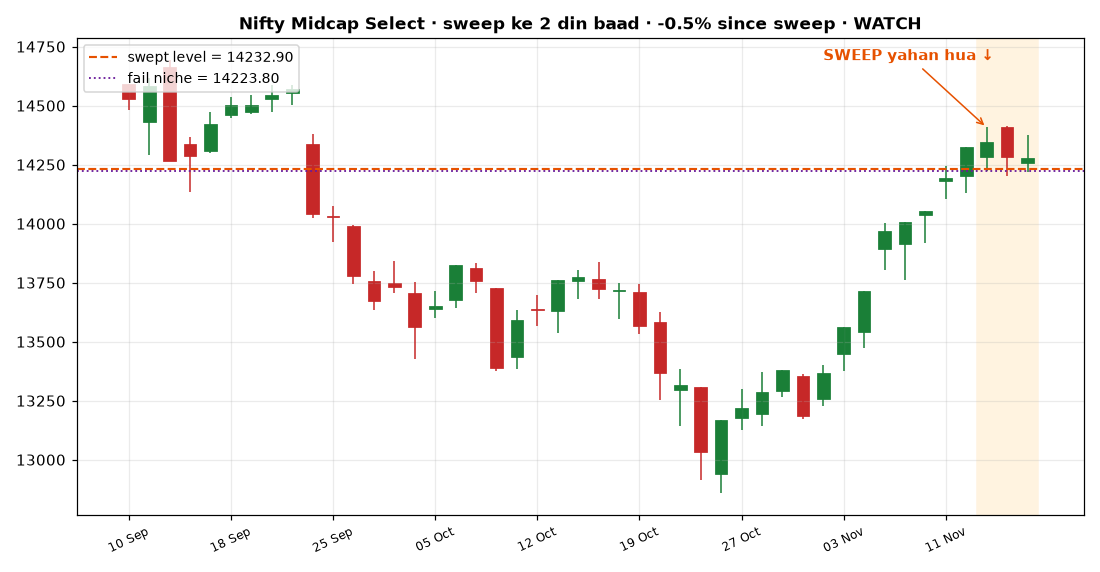 Nifty Midcap Select · sweep ke 2 din baad · -0.5% since sweep · WATCH
swept level = 14232.90
fail niche = 14223.80
SWEEP yahan hua ↓
14750
14500
14250
14000
13750
13500
13250
13000
10 Sep
18 Sep
25 Sep
05 Oct
12 Oct
19 Oct
27 Oct
03 Nov
11 Nov